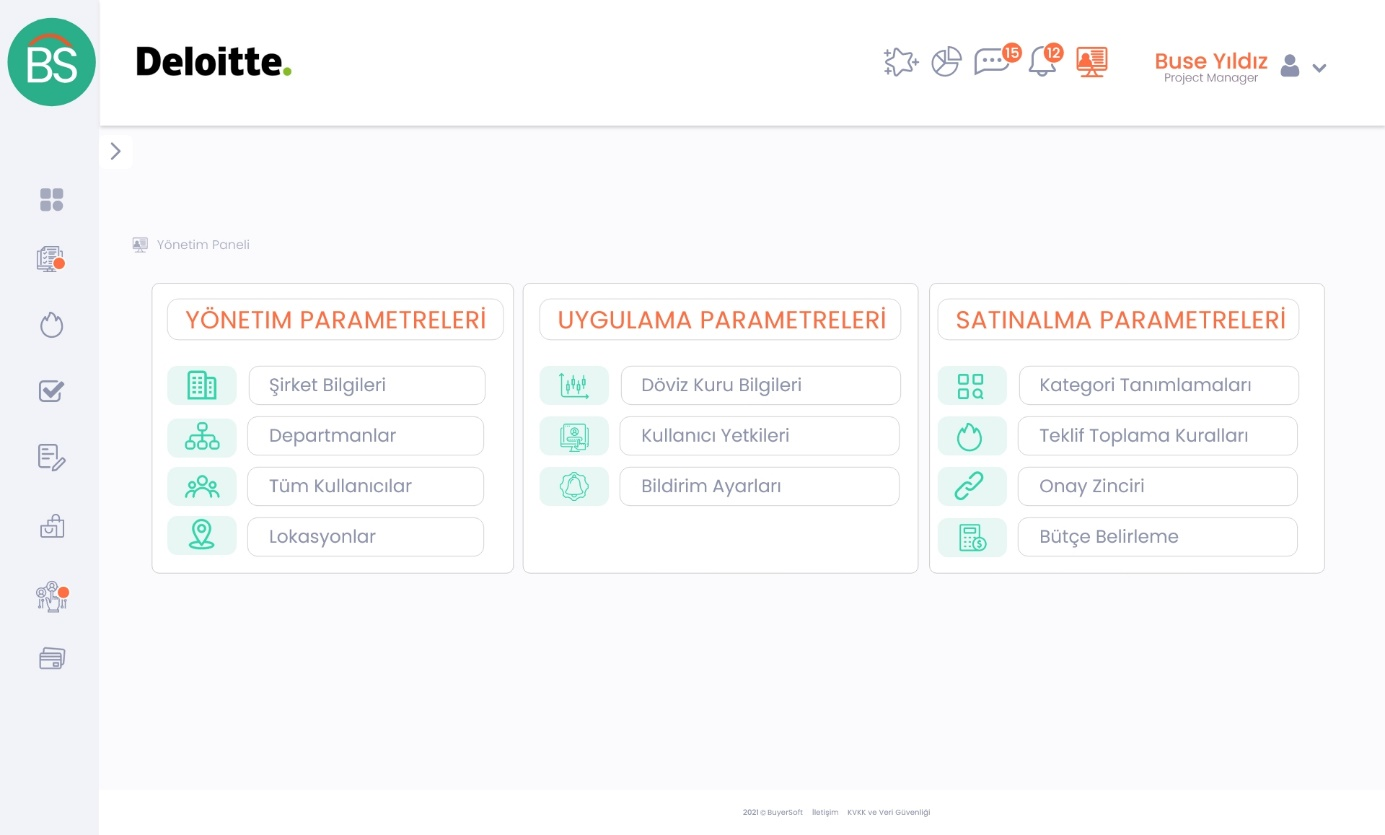 BS
Deloitte.
15
12
Buse Yıldız
Project Manager
Yönetim Paneli
YÖNETIM PARAMETRELERİ
Şirket Bilgileri
Departmanlar
Tüm Kullanıcılar
Lokasyonlar
UYGULAMA PARAMETRELERİ
Döviz Kuru Bilgileri
Kullanıcı Yetkileri
Bildirim Ayarları
SATINALMA PARAMETRELERİ
Kategori Tanımlamaları
Teklif Toplama Kuralları
Onay Zinciri
Bütçe Belirleme
2021 © BuyerSoft İletişim KVKK ve Veri Güvenliği